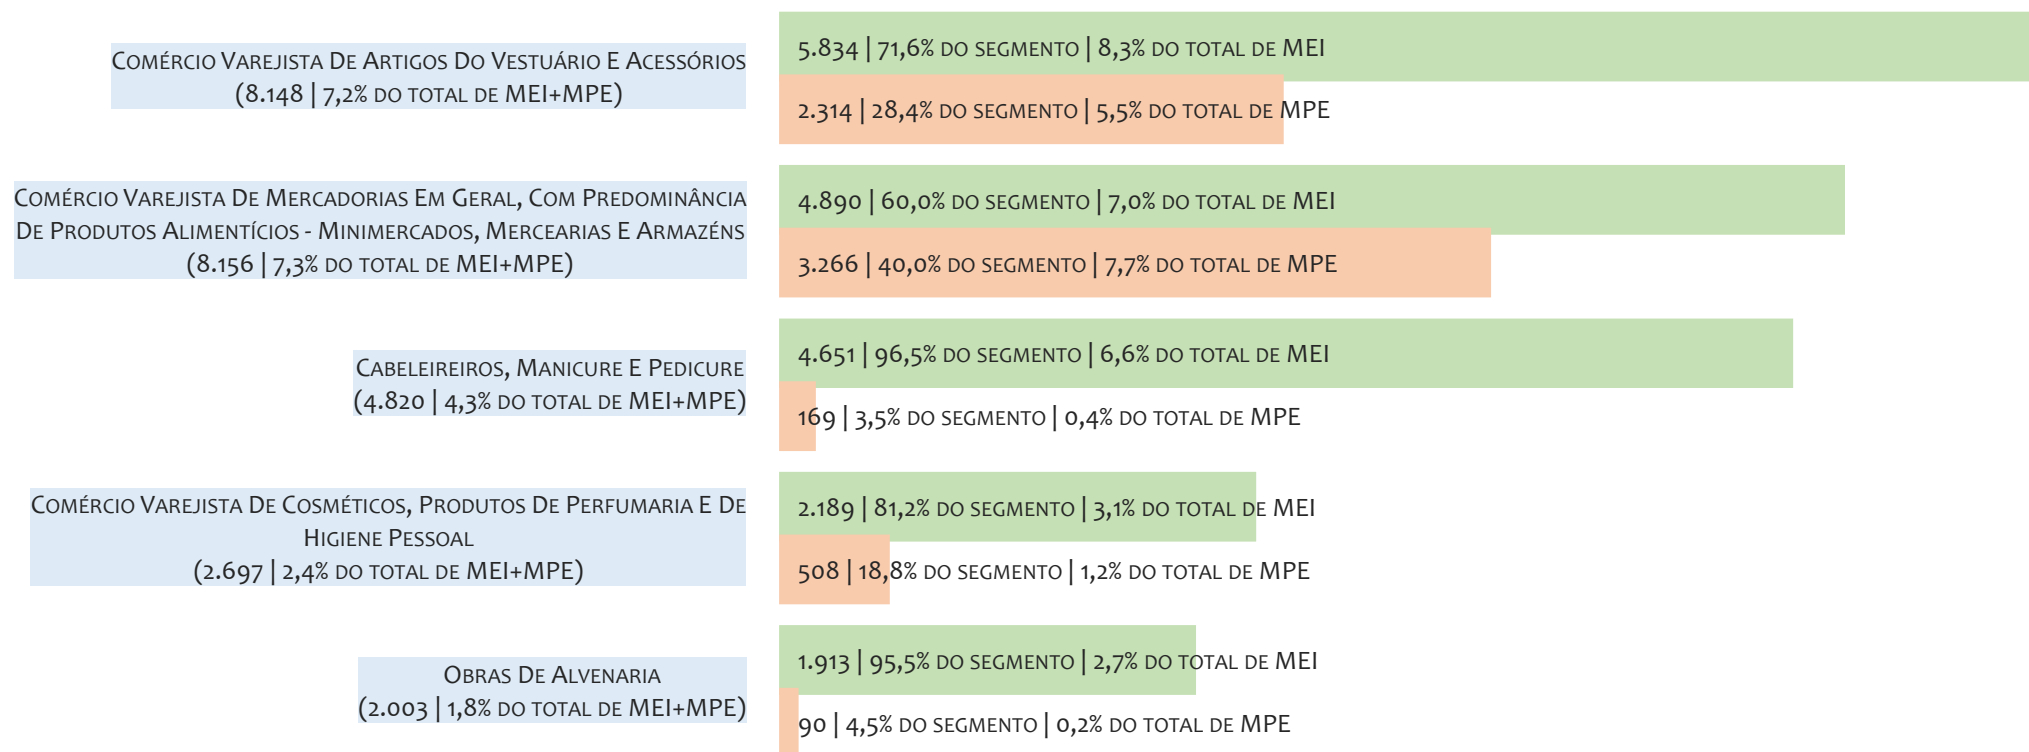 Comércio Varejista De Artigos Do Vestuário E Acessórios
(8.148 | 7,2% do total de MEI+MPE)
5.834 | 71,6% do segmento | 8,3% do total de MEI
2.314 | 28,4% do segmento | 5,5% do total de MPE
Comércio Varejista De Mercadorias Em Geral, Com Predominância
De Produtos Alimentícios - Minimercados, Mercearias E Armazéns
(8.156 | 7,3% do total de MEI+MPE)
4.890 | 60,0% do segmento | 7,0% do total de MEI
3.266 | 40,0% do segmento | 7,7% do total de MPE
Cabeleireiros, Manicure E Pedicure
(4.820 | 4,3% do total de MEI+MPE)
4.651 | 96,5% do segmento | 6,6% do total de MEI
169 | 3,5% do segmento | 0,4% do total de MPE
Comércio Varejista De Cosméticos, Produtos De Perfumaria E De
Higiene Pessoal
(2.697 | 2,4% do total de MEI+MPE)
2.189 | 81,2% do segmento | 3,1% do total de MEI
508 | 18,8% do segmento | 1,2% do total de MPE
Obras De Alvenaria
(2.003 | 1,8% do total de MEI+MPE)
1.913 | 95,5% do segmento | 2,7% do total de MEI
90 | 4,5% do segmento | 0,2% do total de MPE